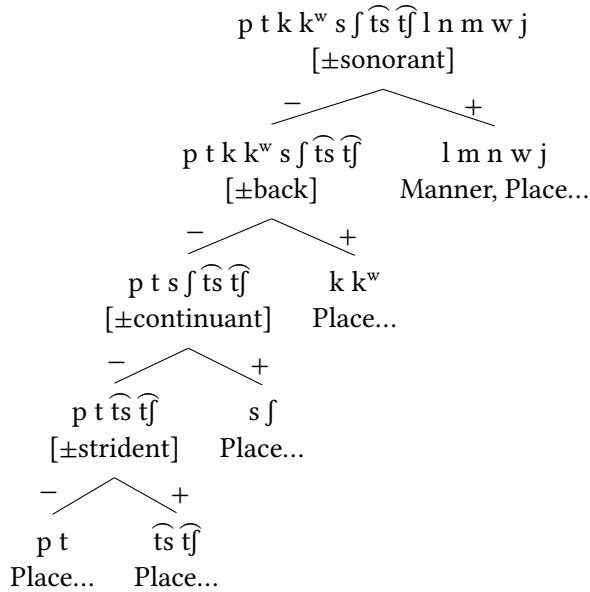 p t k kʷ s ʃ t͡s t͡ʃ l n m w j
[±sonorant]
− +
p t k kʷ s ʃ t͡s t͡ʃ l m n w j
[±back] Manner, Place…
− +
p t s ʃ t͡s t͡ʃ k kʷ
[±continuant] Place…
− +
p t t͡s t͡ʃ s ʃ
[±strident] Place…
− +
p t t͡s t͡ʃ
Place… Place…